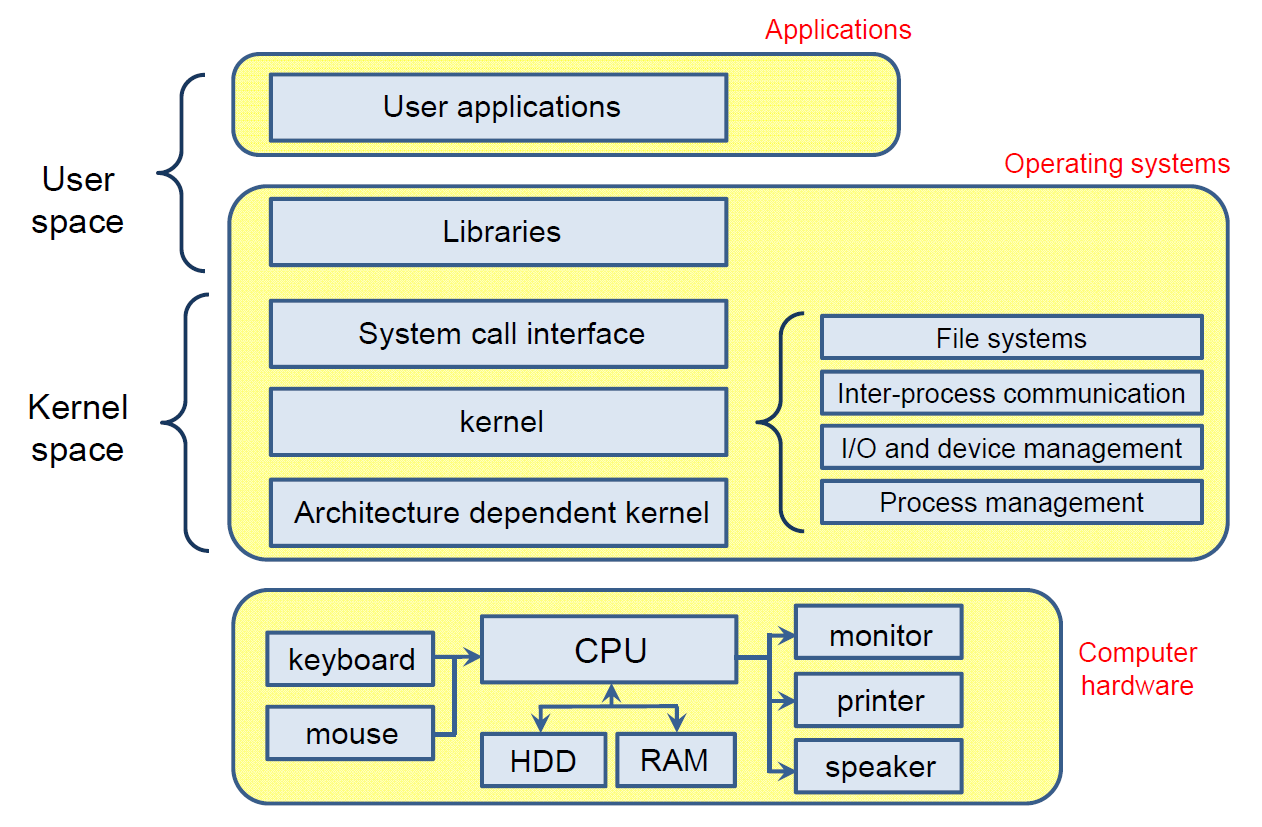 Applications
User applications
User
space
Operating systems
Libraries
System call interface
kernel
Architecture dependent kernel
Kernel
space
File systems
Inter-process communication
I/O and device management
Process management
keyboard
mouse
CPU
HDD
RAM
monitor
printer
speaker
Computer
hardware